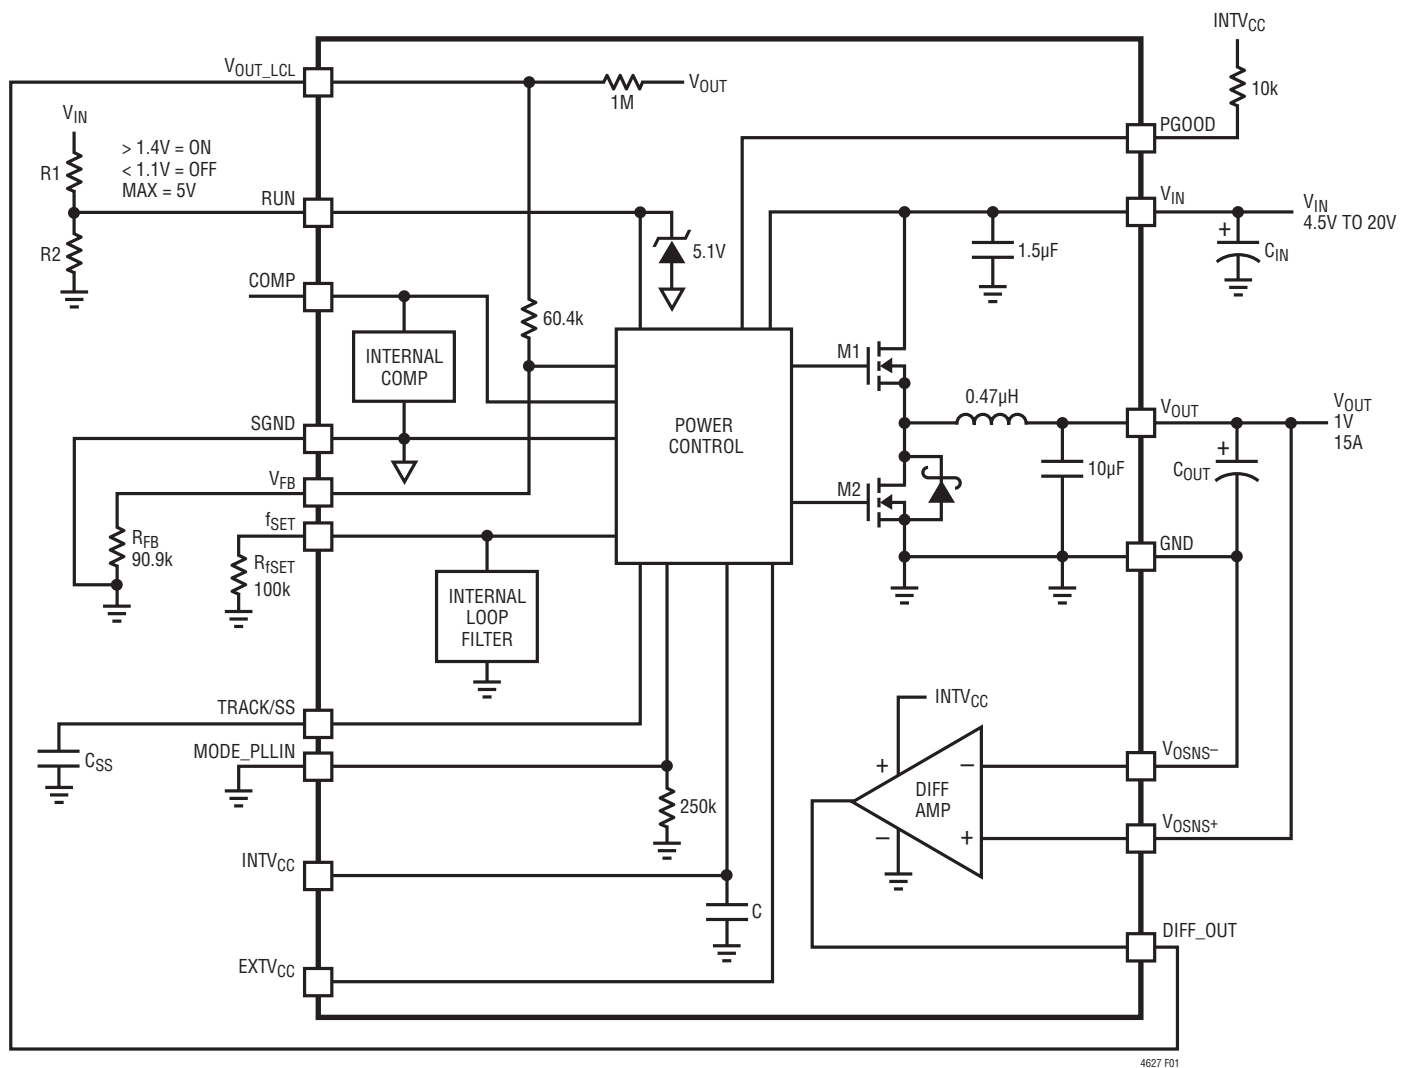 INTVCC
10k
VOUT_LCL
1M
VOUT
PGOOD
VIN
R1
> 1.4V = ON
< 1.1V = OFF
MAX = 5V
RUN
R2
5.1V
VIN
1.5µF
VIN
4.5V TO 20V
+
CIN
COMP
INTERNAL
COMP
60.4k
M1
POWER
CONTROL
0.47µH
VOUT
VOUT
1V
15A
SGND
VFB
fSET
RFB
90.9k
RfSET
100k
M2
10µF
+
COUT
GND
INTERNAL
LOOP
FILTER
TRACK/SS
CSS
MODE_PLLIN
250k
INTVCC
+
–
DIFF
AMP
–
+
VOSNS–
VOSNS+
INTVCC
C
EXTVCC
DIFF_OUT
4627 F01